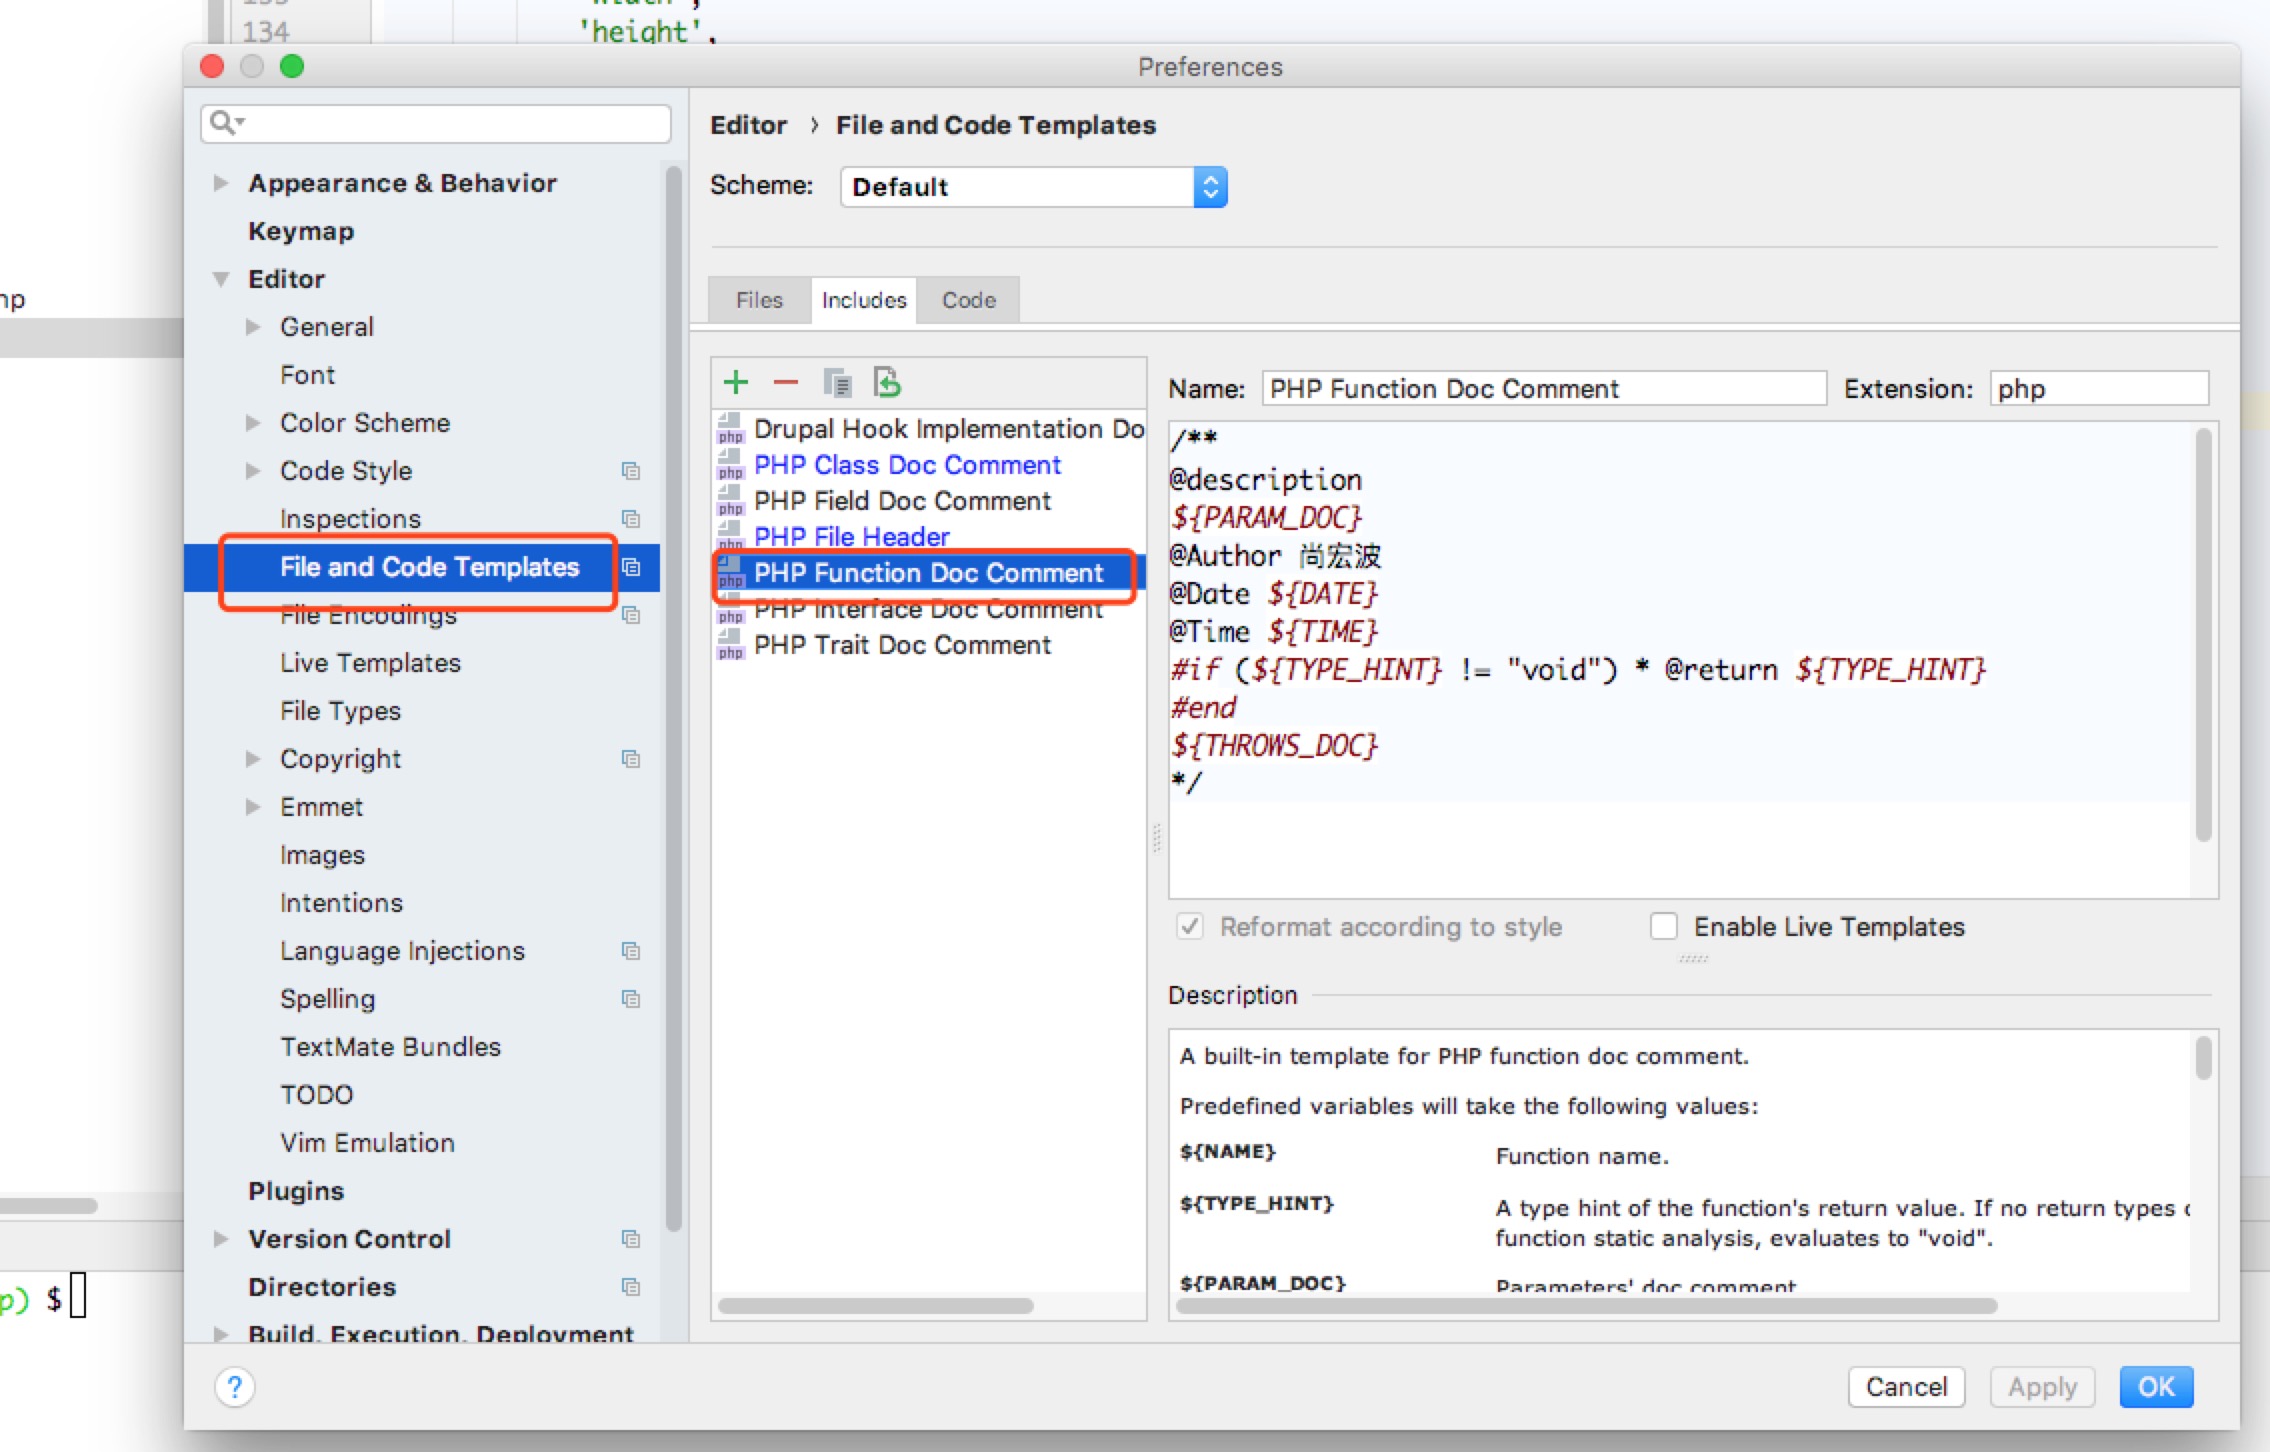 134
'height',
Preferences
Editor › File and Code Templates
Scheme: Default
Appearance & Behavior
Keymap
Editor
General
Font
Color Scheme
Code Style
Inspections
File and Code Templates
File Encodings
Live Templates
File Types
Copyright
Emmet
Images
Intentions
Language Injections
Spelling
TextMate Bundles
TODO
Vim Emulation
Plugins
Version Control
Directories
Build, Execution, Deployment
Files Includes Code
php Drupal Hook Implementation Do
php PHP Class Doc Comment
php PHP Field Doc Comment
php PHP File Header
php PHP Function Doc Comment
php PHP Interface Doc Comment
php PHP Trait Doc Comment
Name: PHP Function Doc Comment Extension: php
/**
@description
${PARAM_DOC}
@Author 尚宏波
@Date ${DATE}
@Time ${TIME}
#if (${TYPE_HINT} != "void") * @return ${TYPE_HINT}
#end
${THROWS_DOC}
*/
Reformat according to style Enable Live Templates
Description
A built-in template for PHP function doc comment.
Predefined variables will take the following values:
${NAME} Function name.
${TYPE_HINT} A type hint of the function's return value. If no return types
function static analysis, evaluates to "void".
${PARAM_DOC} Parameters' doc comment
p) $
? Cancel Apply OK